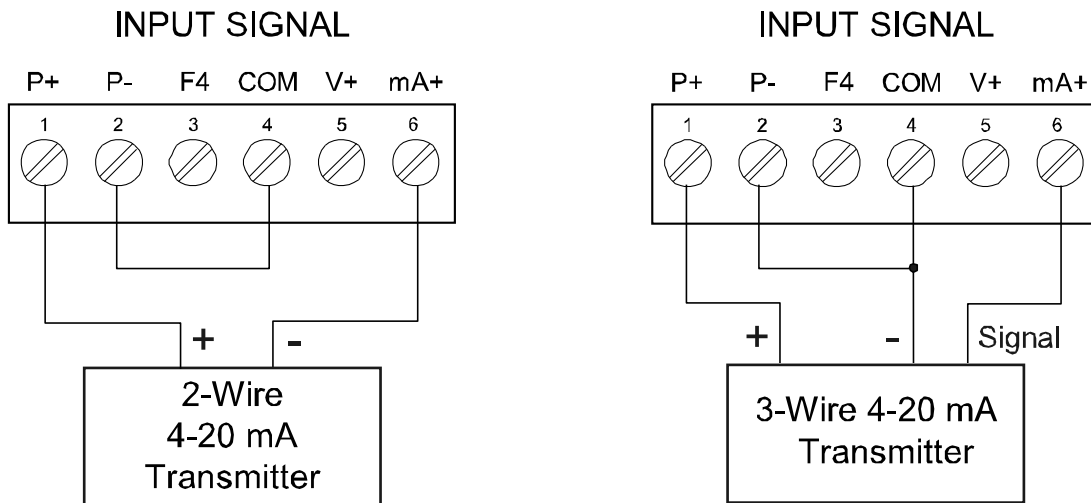 INPUT SIGNAL
P+ P- F4 COM V+ mA+
1 2 3 4 5 6
+ -
2-Wire
4-20 mA
Transmitter
INPUT SIGNAL
P+ P- F4 COM V+ mA+
1 2 3 4 5 6
+ - Signal
3-Wire 4-20 mA
Transmitter